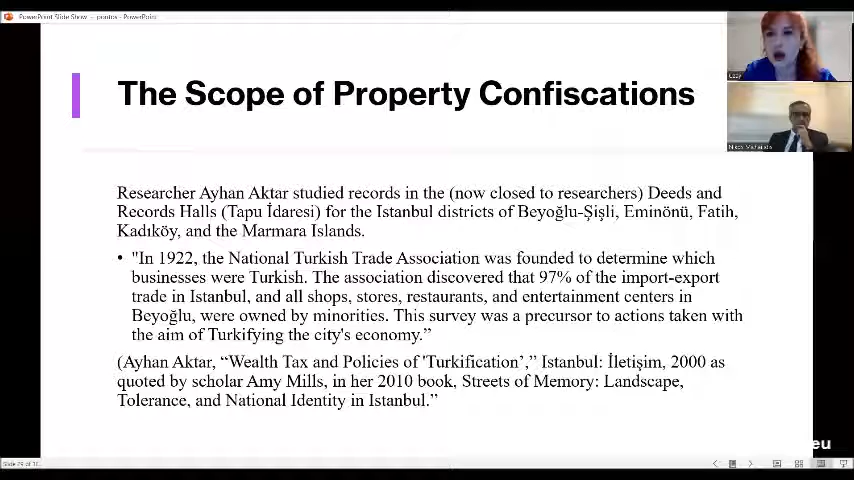 PowerPoint Slide Show - pontos - PowerPoint
The Scope of Property Confiscations
Researcher Ayhan Aktar studied records in the (now closed to researchers) Deeds and
Records Halls (Tapu İdaresi) for the Istanbul districts of Beyoğlu-Şişli, Eminönü, Fatih,
Kadıköy, and the Marmara Islands.
• "In 1922, the National Turkish Trade Association was founded to determine which
businesses were Turkish. The association discovered that 97% of the import-export
trade in Istanbul, and all shops, stores, restaurants, and entertainment centers in
Beyoğlu, were owned by minorities. This survey was a precursor to actions taken with
the aim of Turkifying the city's economy.”
(Ayhan Aktar, “Wealth Tax and Policies of 'Turkification',” Istanbul: İletişim, 2000 as
quoted by scholar Amy Mills, in her 2010 book, Streets of Memory: Landscape,
Tolerance, and National Identity in Istanbul.”
eu
Slide 29 of